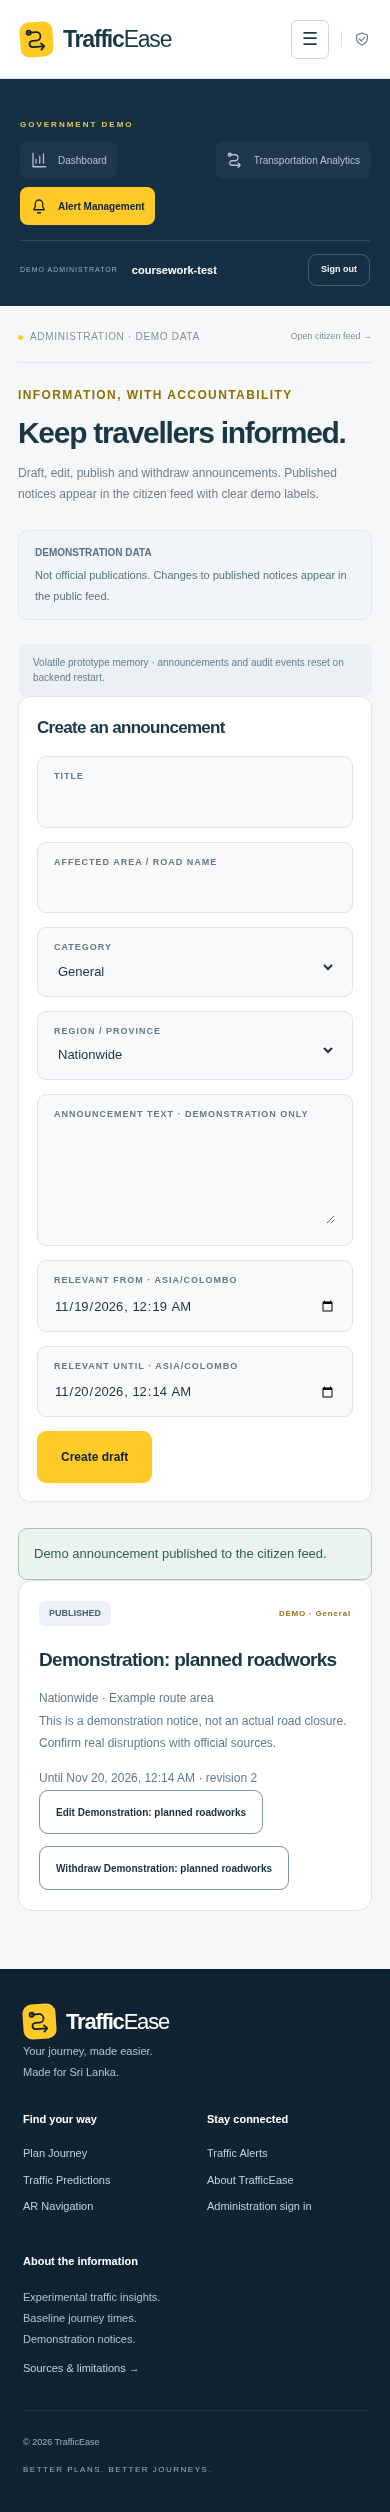 TrafficEase
☰
GOVERNMENT DEMO
Dashboard
Transportation Analytics
Alert Management
DEMO ADMINISTRATOR coursework-test
Sign out
ADMINISTRATION · DEMO DATA
Open citizen feed →
INFORMATION, WITH ACCOUNTABILITY
Keep travellers informed.
Draft, edit, publish and withdraw announcements. Published
notices appear in the citizen feed with clear demo labels.
DEMONSTRATION DATA
Not official publications. Changes to published notices appear in
the public feed.
Volatile prototype memory · announcements and audit events reset on
backend restart.
Create an announcement
TITLE
AFFECTED AREA / ROAD NAME
CATEGORY
General
REGION / PROVINCE
Nationwide
ANNOUNCEMENT TEXT · DEMONSTRATION ONLY
RELEVANT FROM · ASIA/COLOMBO
11/19/2026, 12:19 AM
RELEVANT UNTIL · ASIA/COLOMBO
11/20/2026, 12:14 AM
Create draft
Demo announcement published to the citizen feed.
PUBLISHED
DEMO · General
Demonstration: planned roadworks
Nationwide · Example route area
This is a demonstration notice, not an actual road closure.
Confirm real disruptions with official sources.
Until Nov 20, 2026, 12:14 AM · revision 2
Edit Demonstration: planned roadworks
Withdraw Demonstration: planned roadworks
TrafficEase
Your journey, made easier.
Made for Sri Lanka.
Find your way
Plan Journey
Traffic Predictions
AR Navigation
Stay connected
Traffic Alerts
About TrafficEase
Administration sign in
About the information
Experimental traffic insights.
Baseline journey times.
Demonstration notices.
Sources & limitations →
© 2026 TrafficEase
BETTER PLANS. BETTER JOURNEYS.